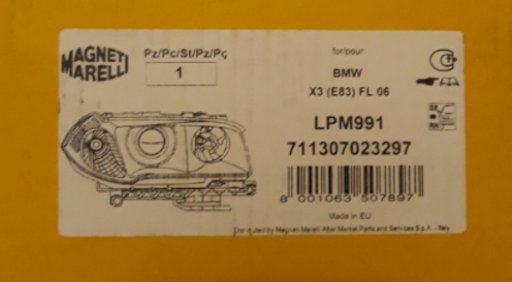 MAGNETI
MARELLI
Pz/Pc/St/Pz/Pç
1
for/pour
BMW
X3 (E83) FL 06
LPM991
711307023297
8 001063 507897
Made in EU
Distributed by Magneti Marelli After Market Parts and Services S.p.A. - Italy